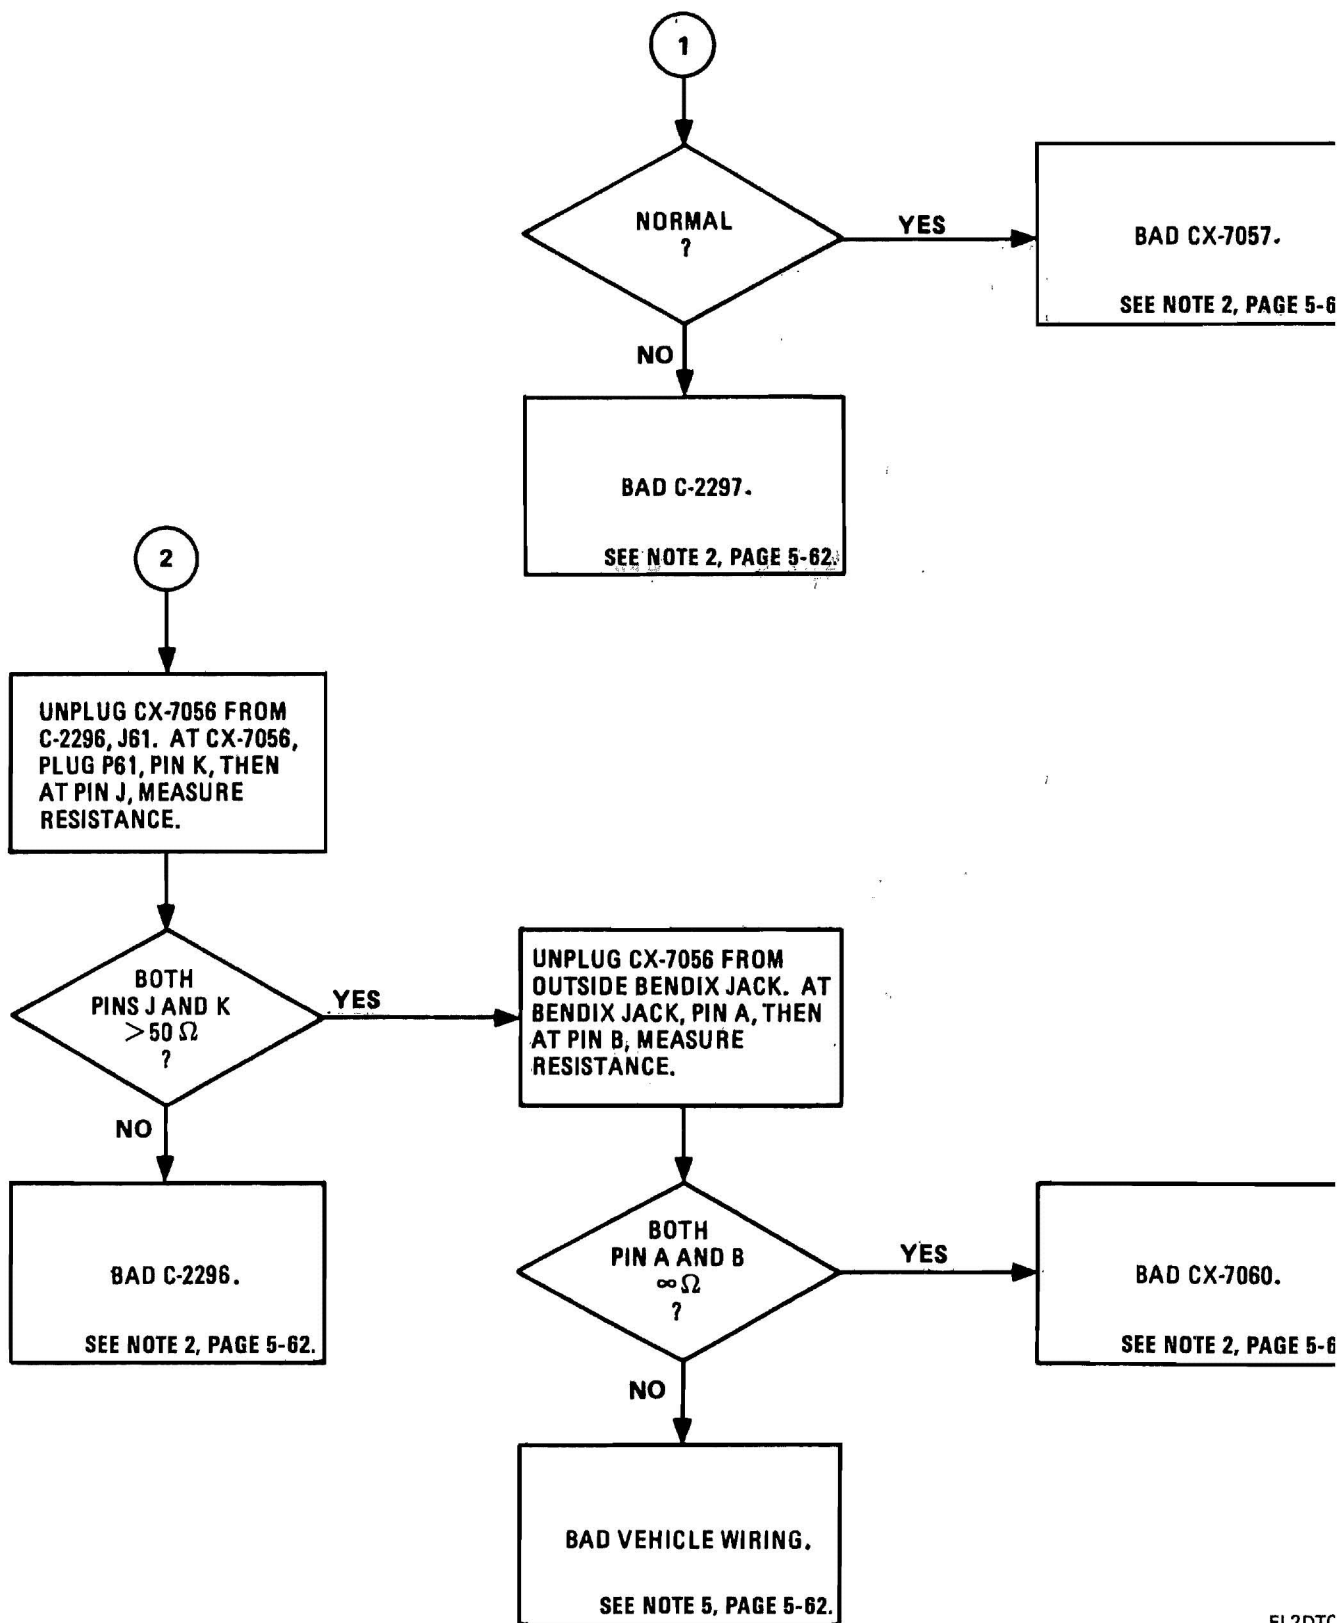 1
NORMAL
?
YES
BAD CX-7057.
SEE NOTE 2, PAGE 5-6
NO
BAD C-2297.
SEE NOTE 2, PAGE 5-62.
2
UNPLUG CX-7056 FROM
C-2296, J61. AT CX-7056,
PLUG P61, PIN K, THEN
AT PIN J, MEASURE
RESISTANCE.
BOTH
PINS J AND K
>50 Ω
?
YES
UNPLUG CX-7056 FROM
OUTSIDE BENDIX JACK. AT
BENDIX JACK, PIN A, THEN
AT PIN B, MEASURE
RESISTANCE.
NO
BAD C-2296.
SEE NOTE 2, PAGE 5-62.
BOTH
PIN A AND B
∞ Ω
?
YES
BAD CX-7060.
SEE NOTE 2, PAGE 5-6
NO
BAD VEHICLE WIRING.
SEE NOTE 5, PAGE 5-62.